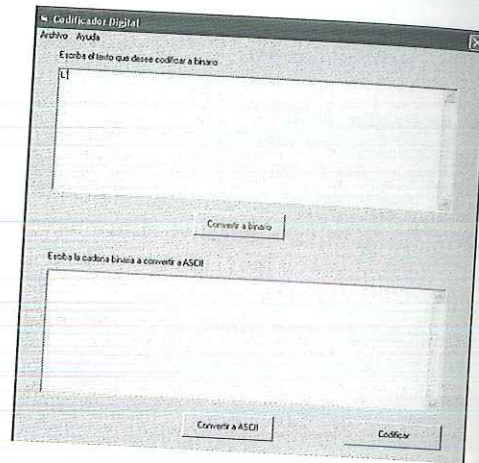 Codificador Digital
Archivo Ayuda
Escriba el texto que desee codificar a binario
L
Convertir a binario
Escriba la cadena binaria a convertir a ASCII
Convertir a ASCII
Codificar